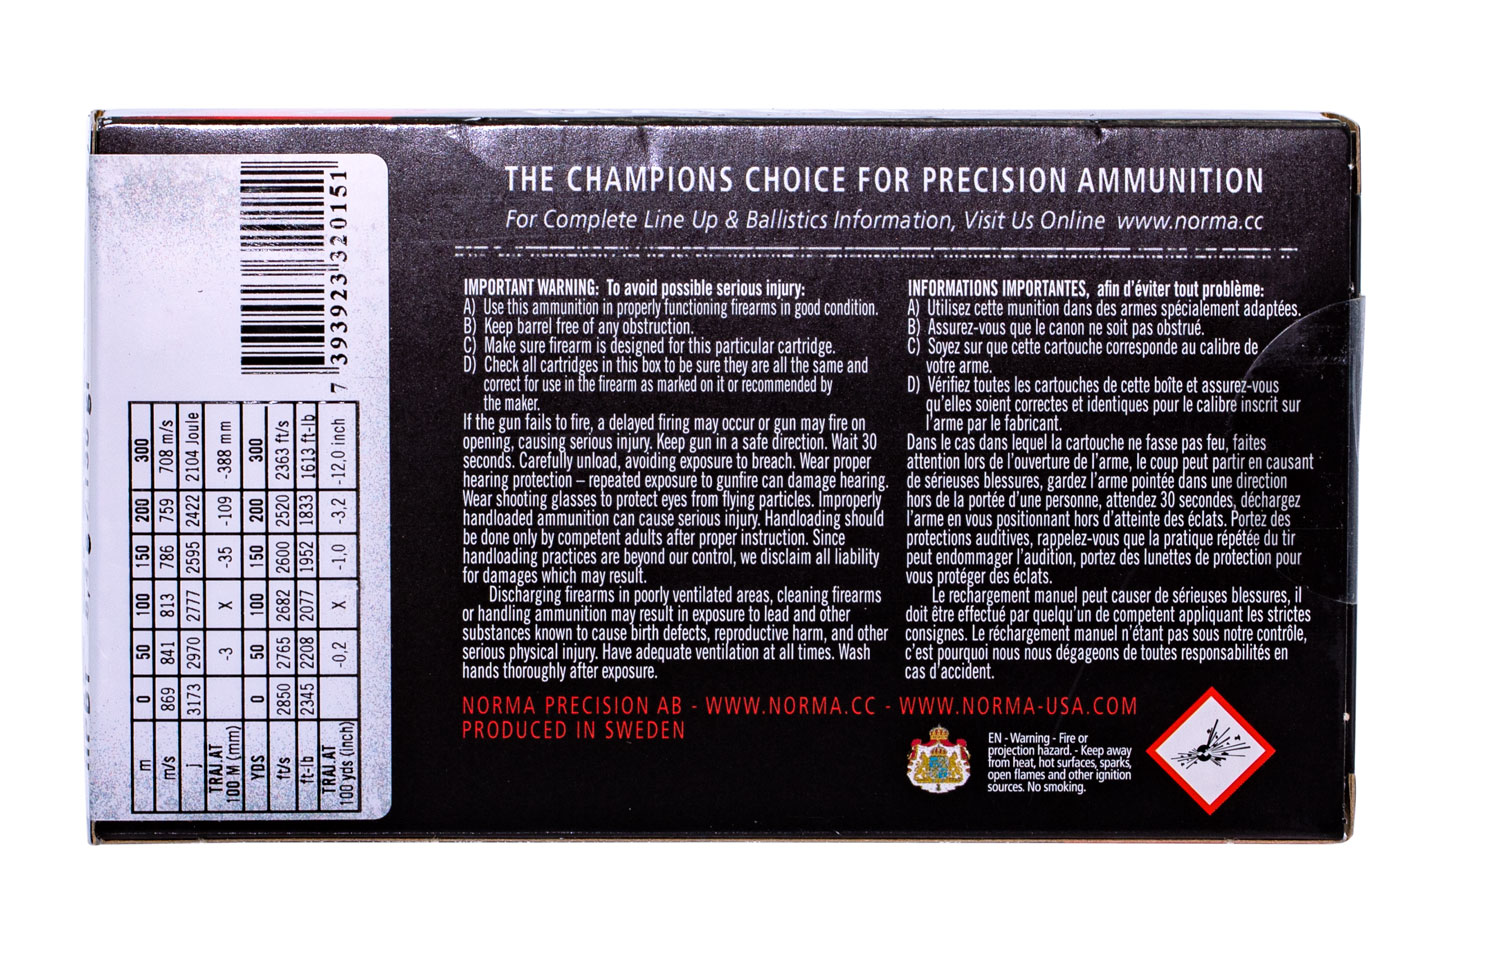 THE CHAMPIONS CHOICE FOR PRECISION AMMUNITION
For Complete Line Up & Ballistics Information, Visit Us Online www.norma.cc
IMPORTANT WARNING: To avoid possible serious injury:
A) Use this ammunition in properly functioning firearms in good condition.
B) Keep barrel free of any obstruction.
C) Make sure firearm is designed for this particular cartridge.
D) Check all cartridges in this box to be sure they are all the same and
correct for use in the firearm as marked on it or recommended by
the maker.
If the gun fails to fire, a delayed firing may occur or gun may fire on
opening, causing serious injury. Keep gun in a safe direction. Wait 30
seconds. Carefully unload, avoiding exposure to breach. Wear proper
hearing protection – repeated exposure to gunfire can damage hearing.
Wear shooting glasses to protect eyes from flying particles. Improperly
handloaded ammunition can cause serious injury. Handloading should
be done only by competent adults after proper instruction. Since
handloading practices are beyond our control, we disclaim all liability
for damages which may result.
Discharging firearms in poorly ventilated areas, cleaning firearms
or handling ammunition may result in exposure to lead and other
substances known to cause birth defects, reproductive harm, and other
serious physical injury. Have adequate ventilation at all times. Wash
hands thoroughly after exposure.
INFORMATIONS IMPORTANTES, afin d'éviter tout problème:
A) Utilisez cette munition dans des armes spécialement adaptées.
B) Assurez-vous que le canon ne soit pas obstrué.
C) Soyez sur que cette cartouche corresponde au calibre de
votre arme.
D) Vérifiez toutes les cartouches de cette boîte et assurez-vous
qu'elles soient correctes et identiques pour le calibre inscrit sur
l'arme par le fabricant.
Dans le cas dans lequel la cartouche ne fasse pas feu, faites
attention lors de l'ouverture de l'arme, le coup peut partir en causant
de sérieuses blessures, gardez l'arme pointée dans une direction
hors de la portée d'une personne, attendez 30 secondes, déchargez
l'arme en vous positionnant hors d'atteinte des éclats. Portez des
protections auditives, rappelez-vous que la pratique répétée du tir
peut endommager l'audition, portez des lunettes de protection pour
vous protéger des éclats.
Le rechargement manuel peut causer de sérieuses blessures, il
doit être effectué par quelqu'un de competent appliquant les strictes
consignes. Le réchargement manuel n'étant pas sous notre contrôle,
c'est pourquoi nous nous dégageons de toutes responsabilités en
cas d'accident.
NORMA PRECISION AB - WWW.NORMA.CC - WWW.NORMA-USA.COM
PRODUCED IN SWEDEN
EN - Warning - Fire or
projection hazard. - Keep away
from heat, hot surfaces, sparks,
open flames and other ignition
sources. No smoking.
m 0 50 100 150 200 300
m/s 869 841 813 786 759 708 m/s
j 3173 2970 2777 2595 2422 2104 Joule
TRAJ. AT
100 M (mm) -3 X -35 -109 -388 mm
YDS 0 50 100 150 200 300
ft/s 2850 2765 2682 2600 2520 2363 ft/s
ft-lb 2345 2208 2077 1952 1833 1613 ft-lb
TRAJ. AT
100 yds (inch) -0,2 X -1,0 -3,2 -12,0 inch
7 393923 320151